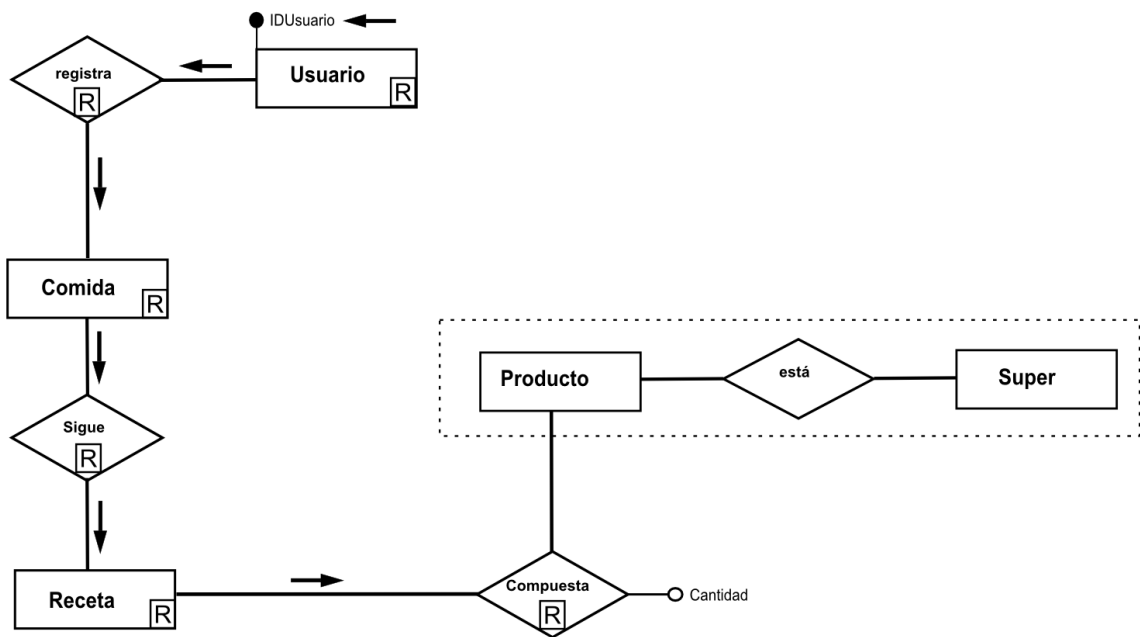 IDUsuario
registra
R
Usuario
R
Comida
R
Producto
está
Super
Sigue
R
Receta
R
Compuesta
R
Cantidad